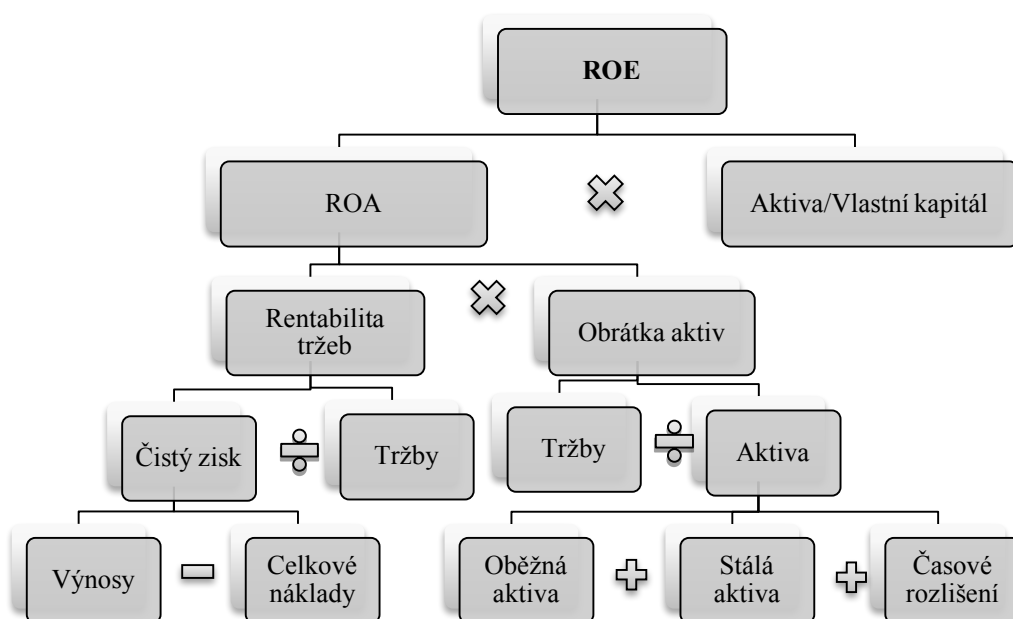 ROE
ROA
Aktiva/Vlastní kapitál
Rentabilita
tržeb
Obrátka aktiv
Čistý zisk
Tržby
Tržby
Aktiva
Výnosy
Celkové
náklady
Oběžná
aktiva
Stálá
aktiva
Časové
rozlišení